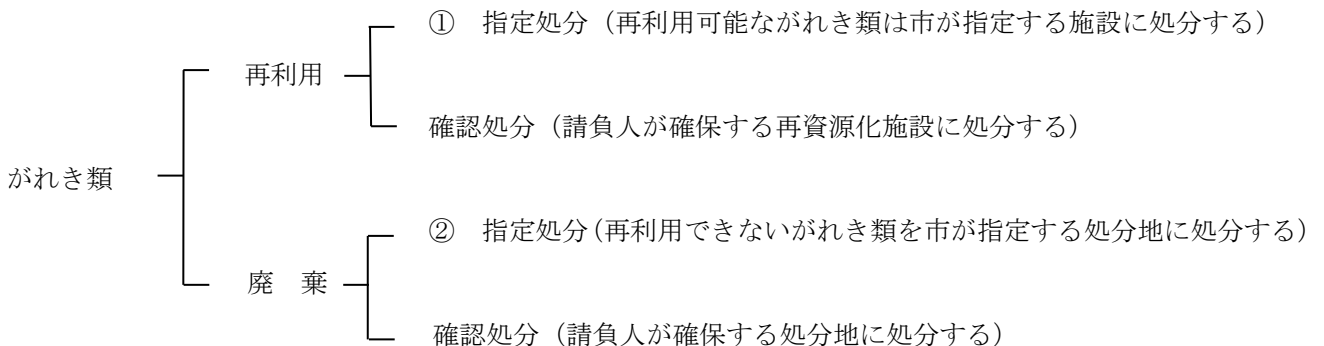 ① 指定処分（再利用可能ながれき類は市が指定する施設に処分する）
再利用
確認処分（請負人が確保する再資源化施設に処分する）
がれき類
② 指定処分（再利用できないがれき類を市が指定する処分地に処分する）
廃 棄
確認処分（請負人が確保する処分地に処分する）